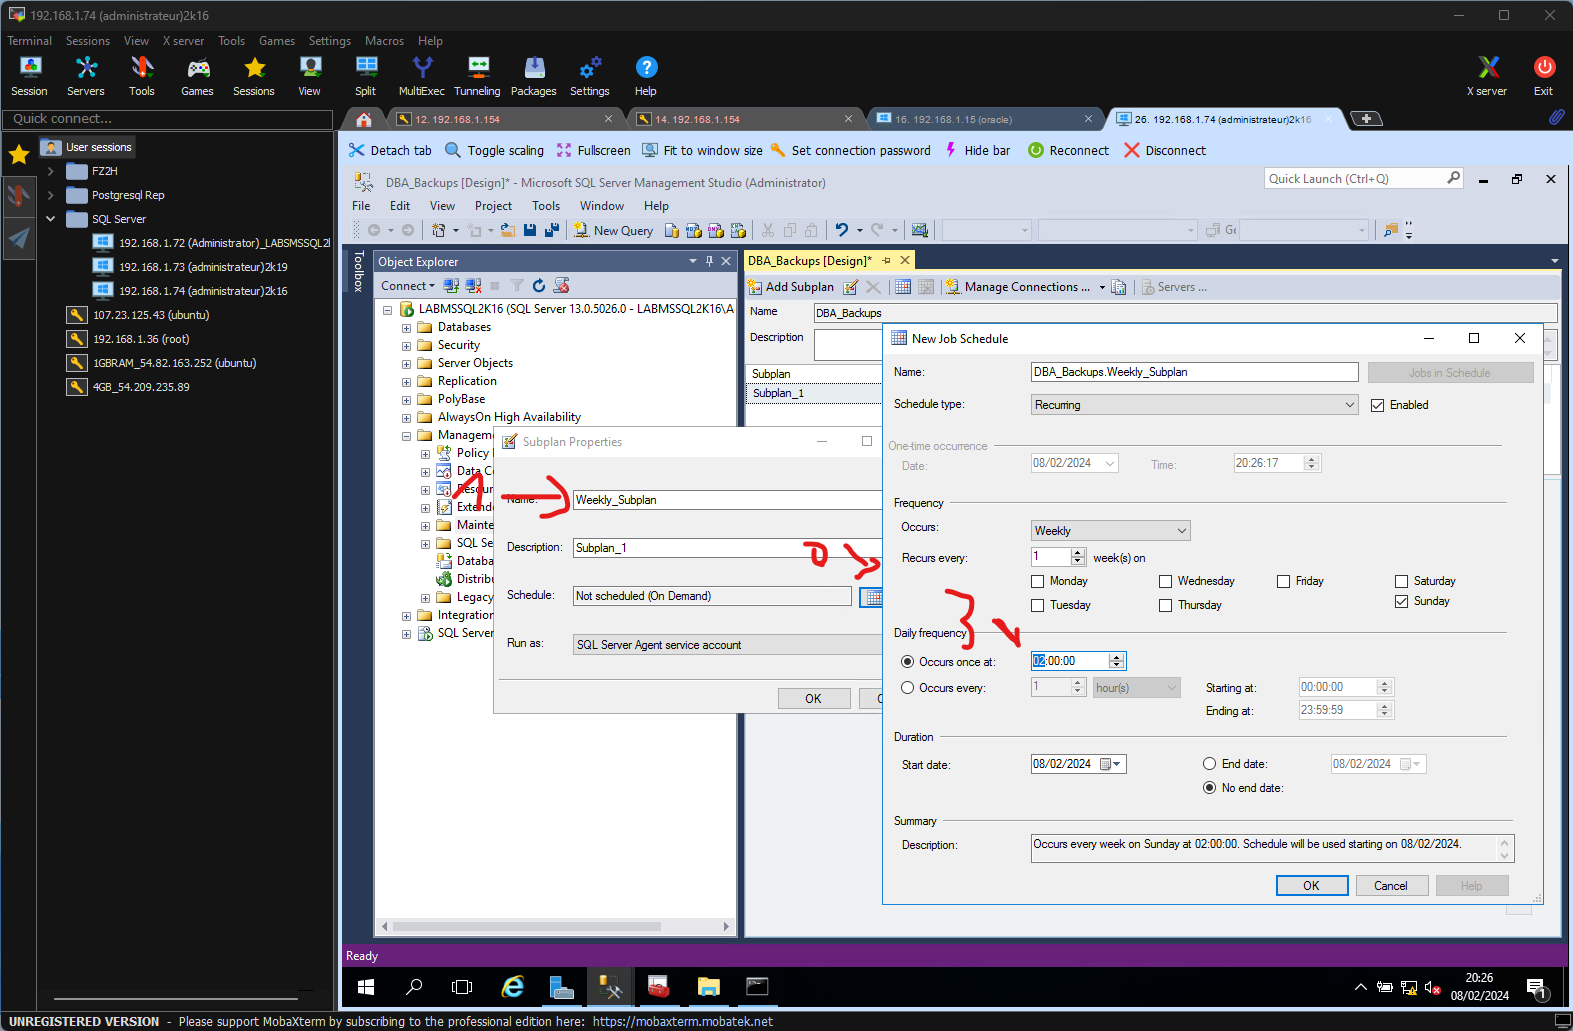 192.168.1.74 (administrateur)2k16
Terminal Sessions View X server Tools Games Settings Macros Help
Session Servers Tools Games Sessions View Split MultiExec Tunneling Packages Settings Help X server Exit
Quick connect...
12. 192.168.1.154
14. 192.168.1.154
16. 192.168.1.15 (oracle)
26. 192.168.1.74 (administrateur)2k16
User sessions
FZ2H
Postgresql Rep
SQL Server
192.168.1.72 (Administrator)_LABSMSSQL2l
192.168.1.73 (administrateur)2k19
192.168.1.74 (administrateur)2k16
107.23.125.43 (ubuntu)
192.168.1.36 (root)
1GBRAM_54.82.163.252 (ubuntu)
4GB_54.209.235.89
Detach tab Toggle scaling Fullscreen Fit to window size Set connection password Hide bar Reconnect Disconnect
DBA_Backups [Design]* - Microsoft SQL Server Management Studio (Administrator)
Quick Launch (Ctrl+Q)
File Edit View Project Tools Window Help
New Query
Ge
Toolbox
Object Explorer
Connect
LABMSSQL2K16 (SQL Server 13.0.5026.0 - LABMSSQL2K16\A
Databases
Security
Server Objects
Replication
PolyBase
AlwaysOn High Availability
Managem
Policy
Data C
Resour
Extend
Mainte
SQL Se
Databa
Distrib
Legacy
Integration
SQL Server
DBA_Backups [Design]*
Add Subplan Manage Connections ... Servers ...
Name DBA_Backups
Description
Subplan
Subplan_1
Subplan Properties
1
Name: Weekly_Subplan
Description: Subplan_1
Schedule: Not scheduled (On Demand)
Run as: SQL Server Agent service account
OK C
New Job Schedule
Name: DBA_Backups.Weekly_Subplan Jobs in Schedule
Schedule type: Recurring Enabled
One-time occurrence
Date: 08/02/2024 Time: 20:26:17
Frequency
Occurs: Weekly
Recurs every: 1 week(s) on
Monday Wednesday Friday Saturday
Tuesday Thursday Sunday
Daily frequency
Occurs once at: 02:00:00
Occurs every: 1 hour(s) Starting at: 00:00:00
Ending at: 23:59:59
Duration
Start date: 08/02/2024 End date: 08/02/2024
No end date:
Summary
Description: Occurs every week on Sunday at 02:00:00. Schedule will be used starting on 08/02/2024.
OK Cancel Help
Ready
20:26
08/02/2024
1
UNREGISTERED VERSION - Please support MobaXterm by subscribing to the professional edition here: https://mobaxterm.mobatek.net